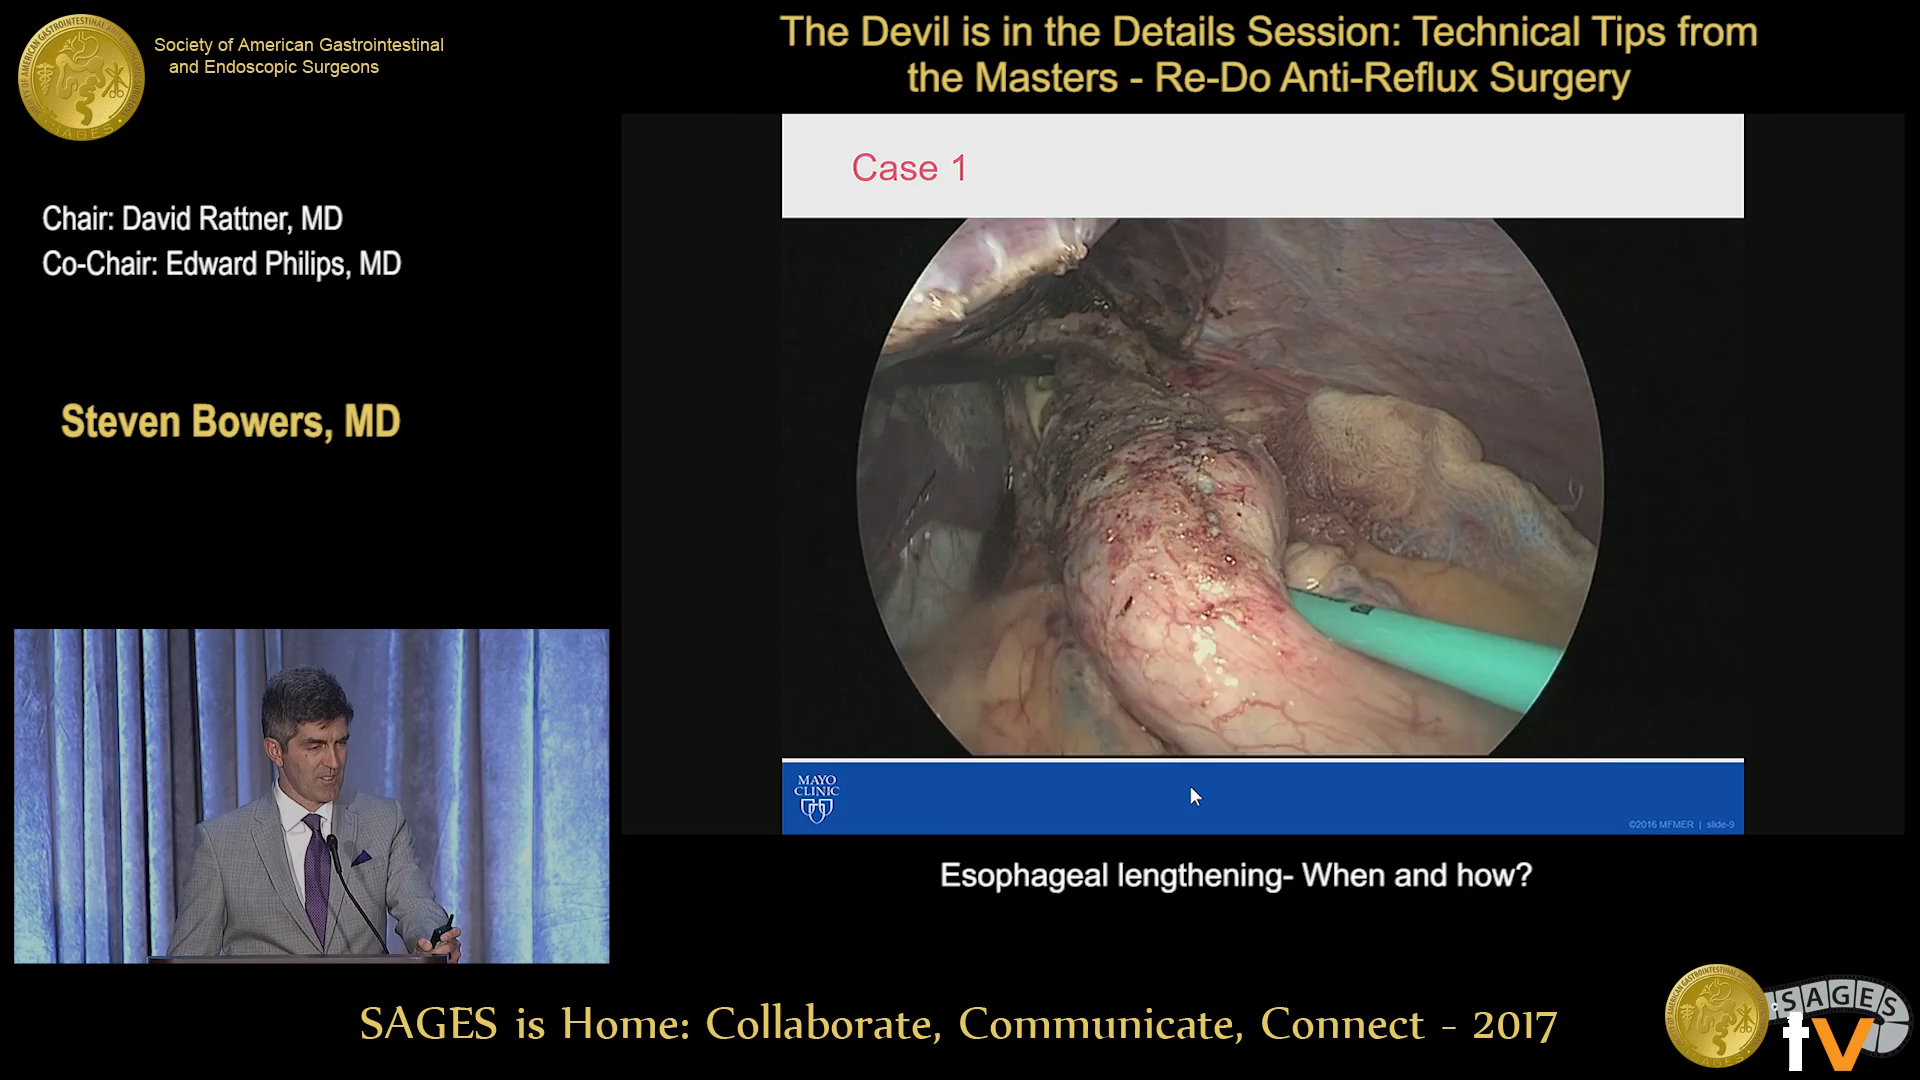 Society of American Gastrointestinal
and Endoscopic Surgeons
The Devil is in the Details Session: Technical Tips from
the Masters - Re-Do Anti-Reflux Surgery
Chair: David Rattner, MD
Co-Chair: Edward Philips, MD
Steven Bowers, MD
Case 1
MAYO
CLINIC
©2016 MFMER | slide-9
Esophageal lengthening- When and how?
SAGES is Home: Collaborate, Communicate, Connect - 2017
SAGES
tv